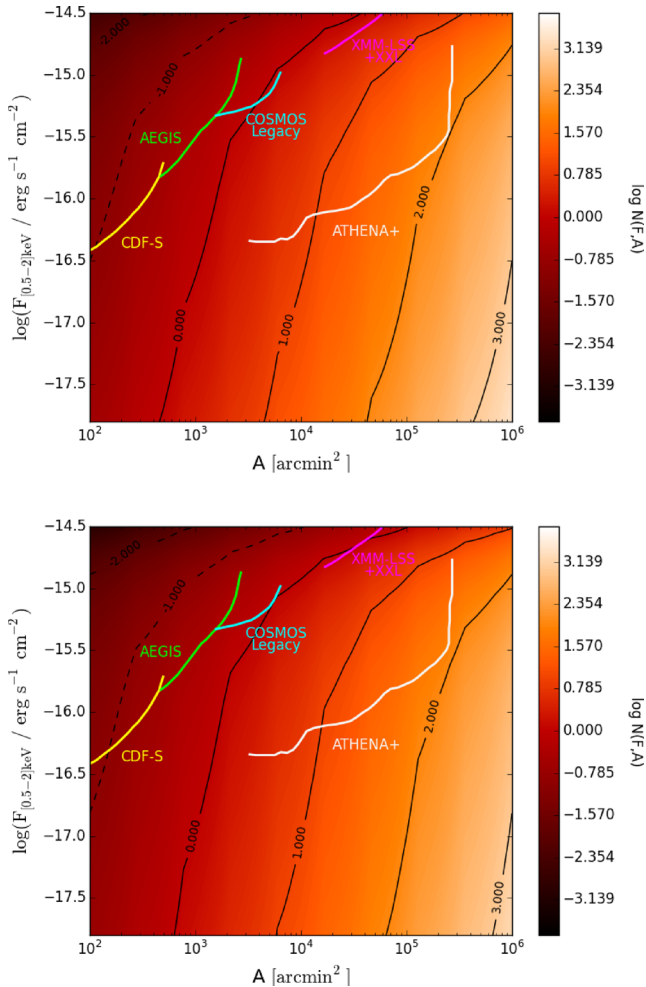 −14.5
−15.0
−15.5
−16.0
−16.5
−17.0
−17.5
log(F[0.5−2]keV / erg s⁻¹ cm⁻²)
-2.000
-1.000
0.000
1.000
2.000
3.000
XMM-LSS
+XXL
AEGIS
COSMOS
Legacy
CDF-S
ATHENA+
10² 10³ 10⁴ 10⁵ 10⁶
A [arcmin²]
3.139
2.354
1.570
0.785
0.000
−0.785
−1.570
−2.354
−3.139
log N(F,A)
−14.5
−15.0
−15.5
−16.0
−16.5
−17.0
−17.5
log(F[0.5−2]keV / erg s⁻¹ cm⁻²)
-2.000
-1.000
0.000
1.000
2.000
3.000
XMM-LSS
+XXL
AEGIS
COSMOS
Legacy
CDF-S
ATHENA+
10² 10³ 10⁴ 10⁵ 10⁶
A [arcmin²]
3.139
2.354
1.570
0.785
0.000
−0.785
−1.570
−2.354
−3.139
log N(F,A)